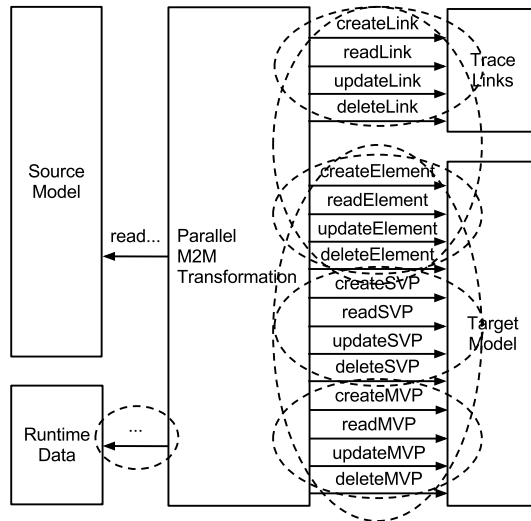 createLink
readLink
updateLink
deleteLink
Trace
Links
Source
Model
read...
Parallel
M2M
Transformation
createElement
readElement
updateElement
deleteElement
createSVP
readSVP
updateSVP
deleteSVP
createMVP
readMVP
updateMVP
deleteMVP
Target
Model
Runtime
Data
...